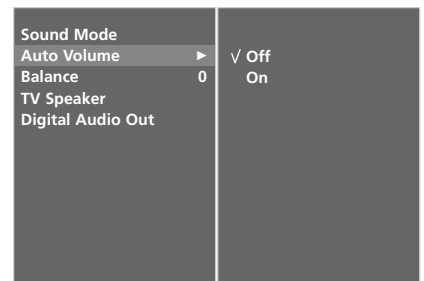 Sound Mode
Auto Volume ► √ Off
Balance 0 On
TV Speaker
Digital Audio Out